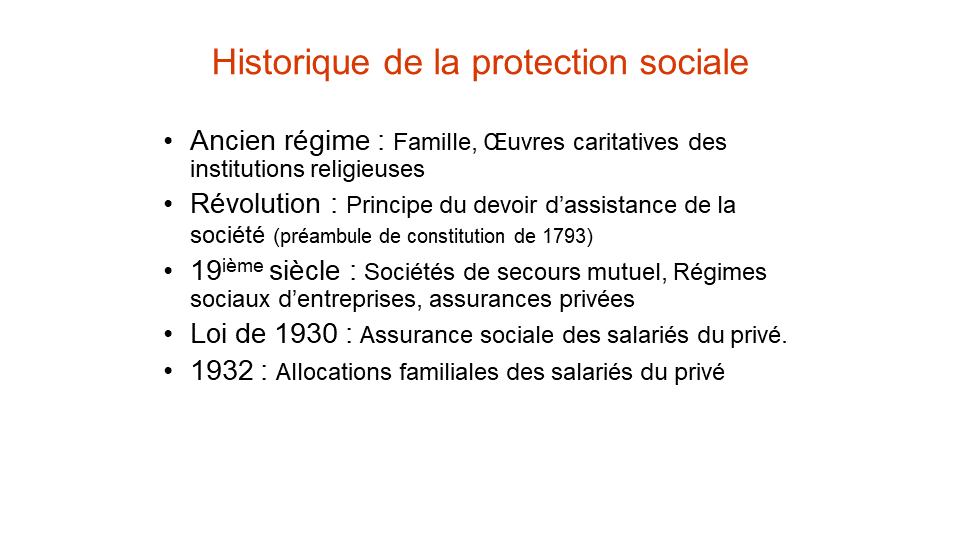 Historique de la protection sociale
• Ancien régime : Famille, Œuvres caritatives des
institutions religieuses
• Révolution : Principe du devoir d’assistance de la
société (préambule de constitution de 1793)
• 19ième siècle : Sociétés de secours mutuel, Régimes
sociaux d’entreprises, assurances privées
• Loi de 1930 : Assurance sociale des salariés du privé.
• 1932 : Allocations familiales des salariés du privé